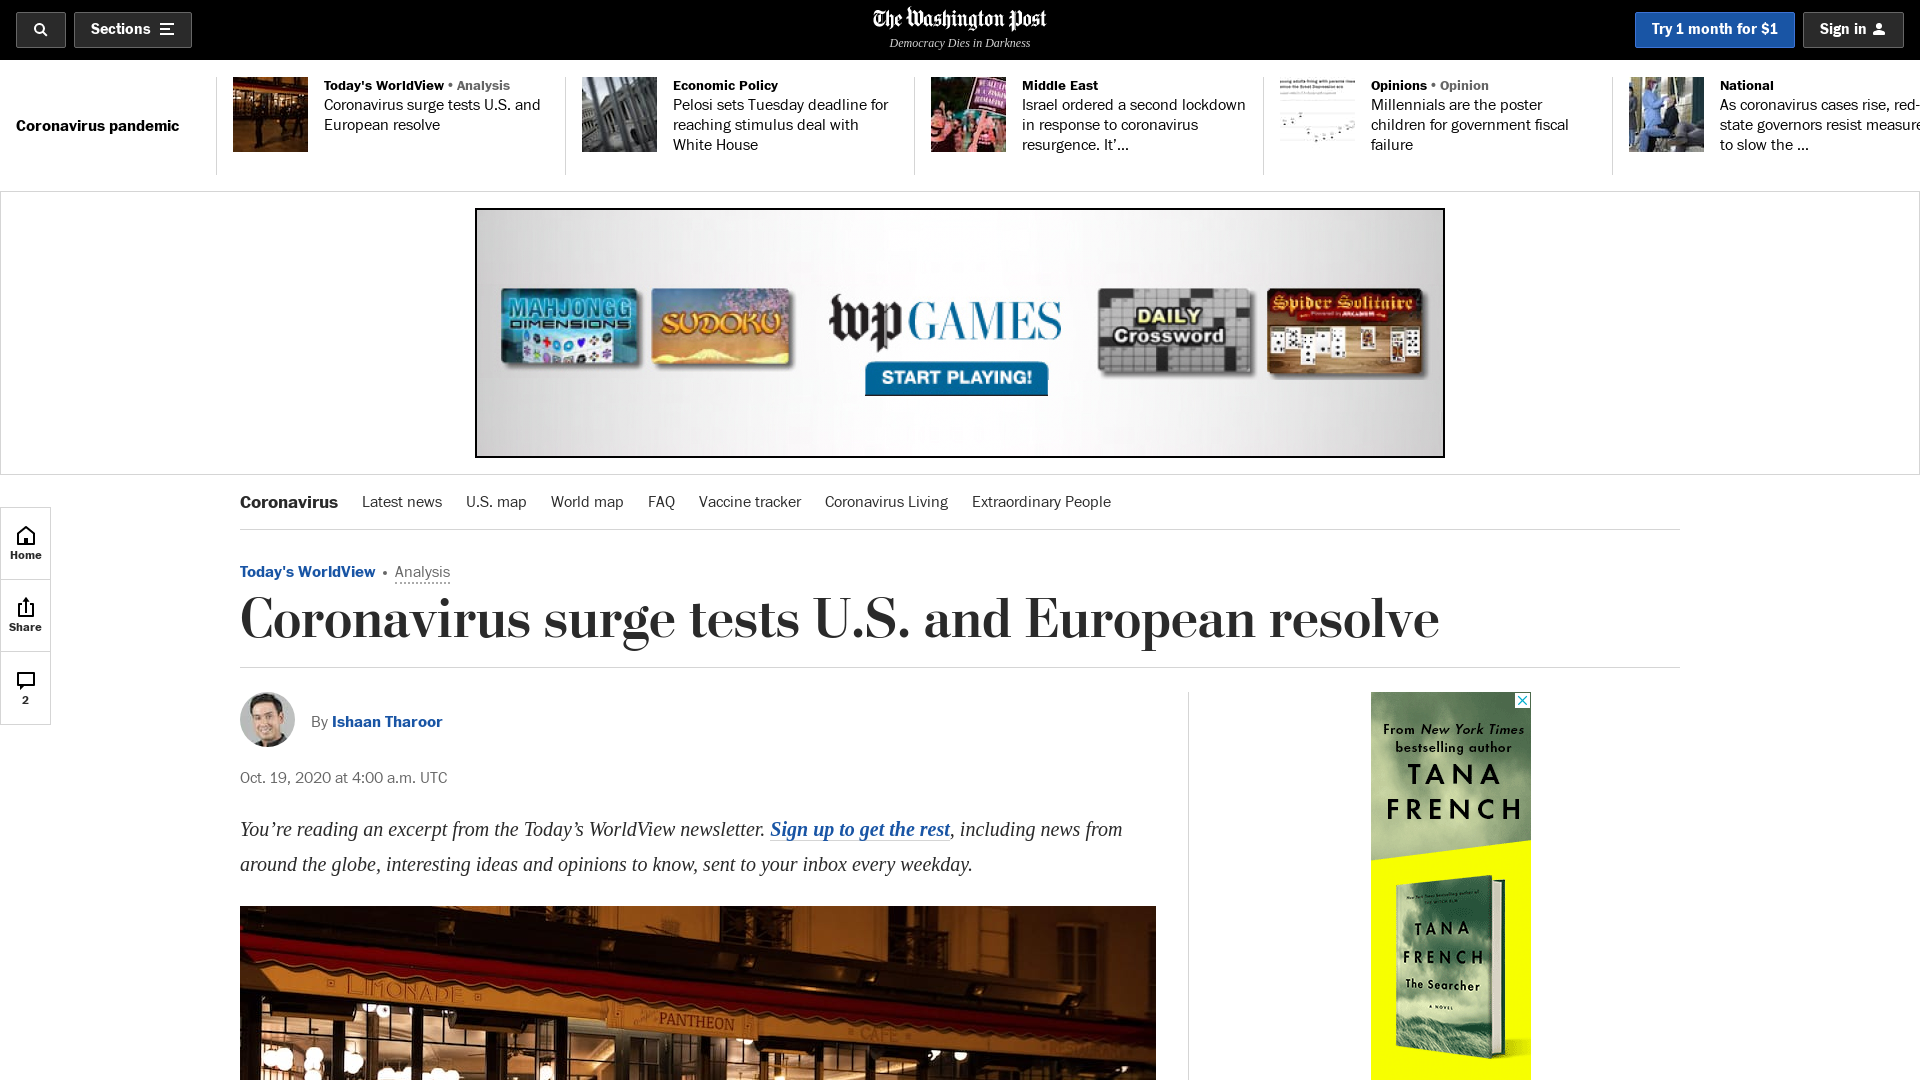 Sections
The Washington Post
Democracy Dies in Darkness
Try 1 month for $1
Sign in
Coronavirus pandemic
Today's WorldView • Analysis
Coronavirus surge tests U.S. and
European resolve
Economic Policy
Pelosi sets Tuesday deadline for
reaching stimulus deal with
White House
Middle East
Israel ordered a second lockdown
in response to coronavirus
resurgence. It’...
Opinions • Opinion
Millennials are the poster
children for government fiscal
failure
National
As coronavirus cases rise, red-
state governors resist measure
to slow the ...
MAHJONGG
DIMENSIONS
SUDOKU
wp GAMES
START PLAYING!
DAILY
Crossword
Spider Solitaire
Coronavirus
Latest news
U.S. map
World map
FAQ
Vaccine tracker
Coronavirus Living
Extraordinary People
Home
Share
2
Today's WorldView • Analysis
Coronavirus surge tests U.S. and European resolve
By Ishaan Tharoor
Oct. 19, 2020 at 4:00 a.m. UTC
You’re reading an excerpt from the Today’s WorldView newsletter. Sign up to get the rest, including news from
around the globe, interesting ideas and opinions to know, sent to your inbox every weekday.
LIMONADE
PANTHEON
CAFE
From New York Times
bestselling author
TANA
FRENCH
TANA
FRENCH
The Searcher
A NOVEL